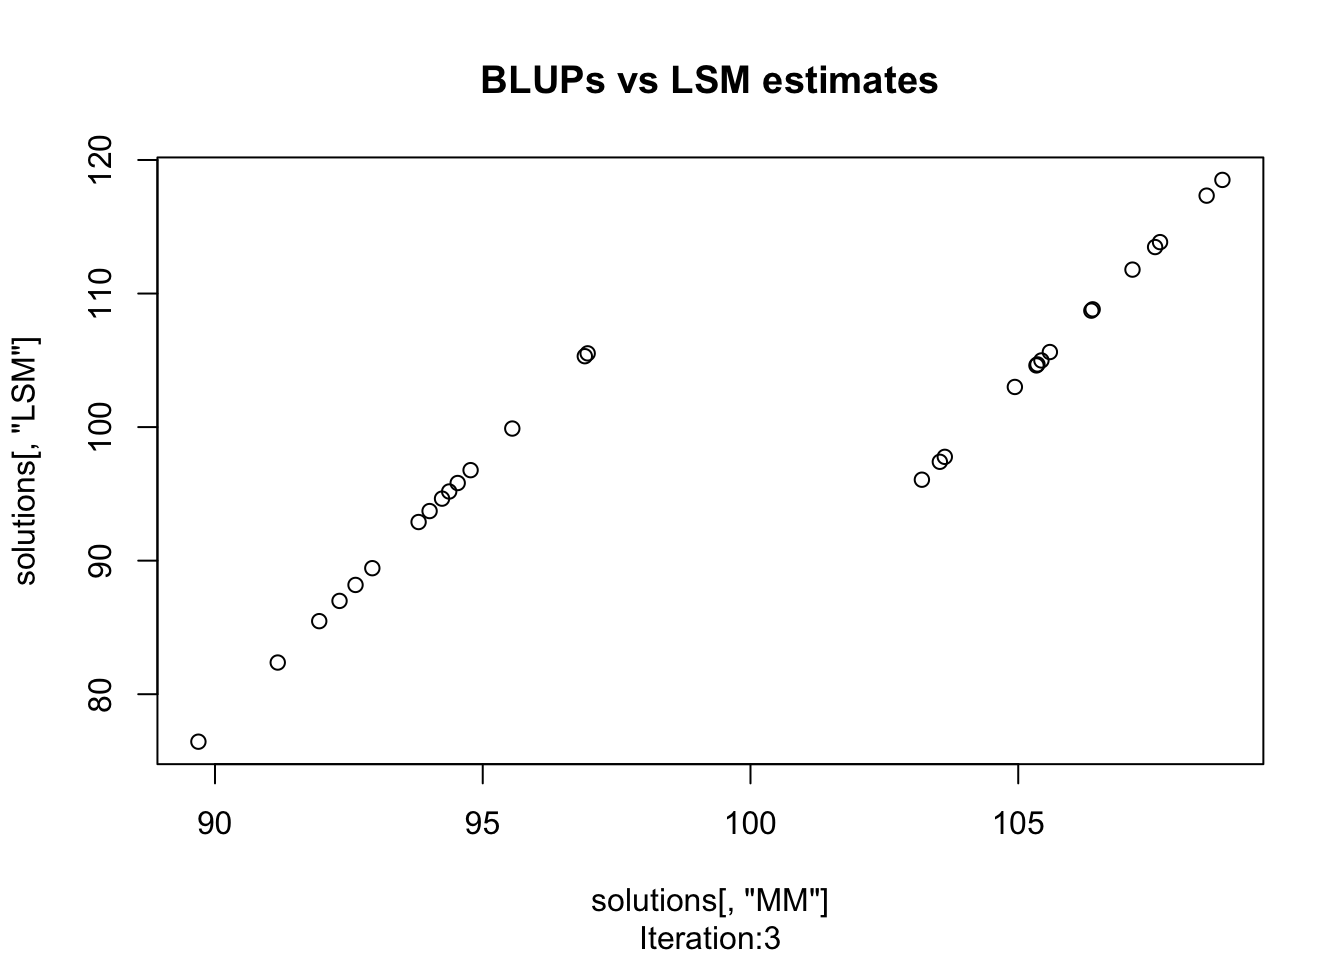 BLUPs vs LSM estimates
120
110
100
90
80
solutions[, "LSM"]
90 95 100 105
solutions[, "MM"]
Iteration:3